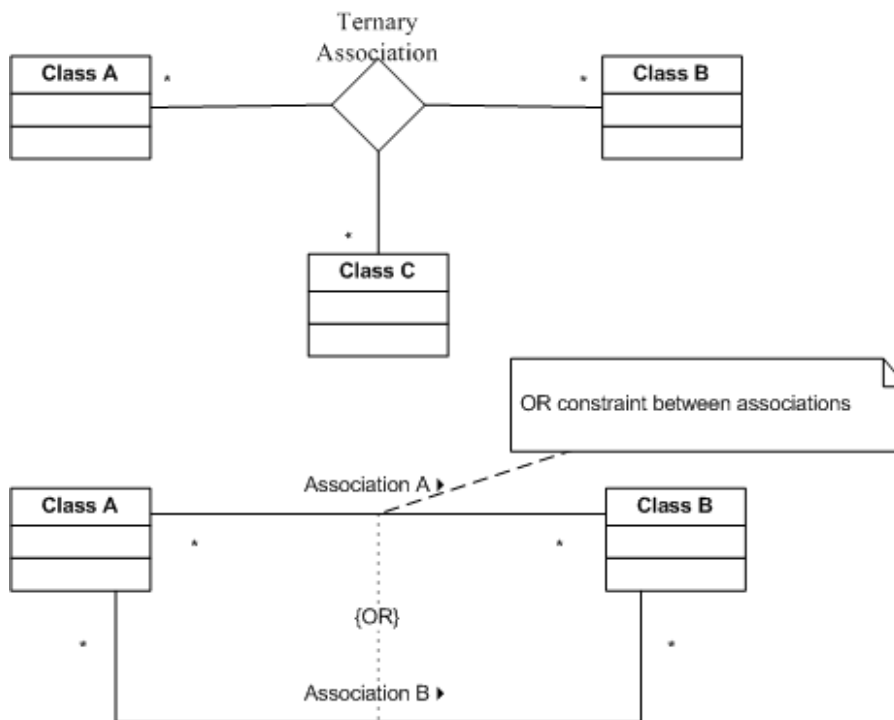 Ternary
Association
Class A
*
*
Class B
*
Class C
OR constraint between associations
Association A ▶
Class A
Class B
*
*
{OR}
*
*
Association B ▶